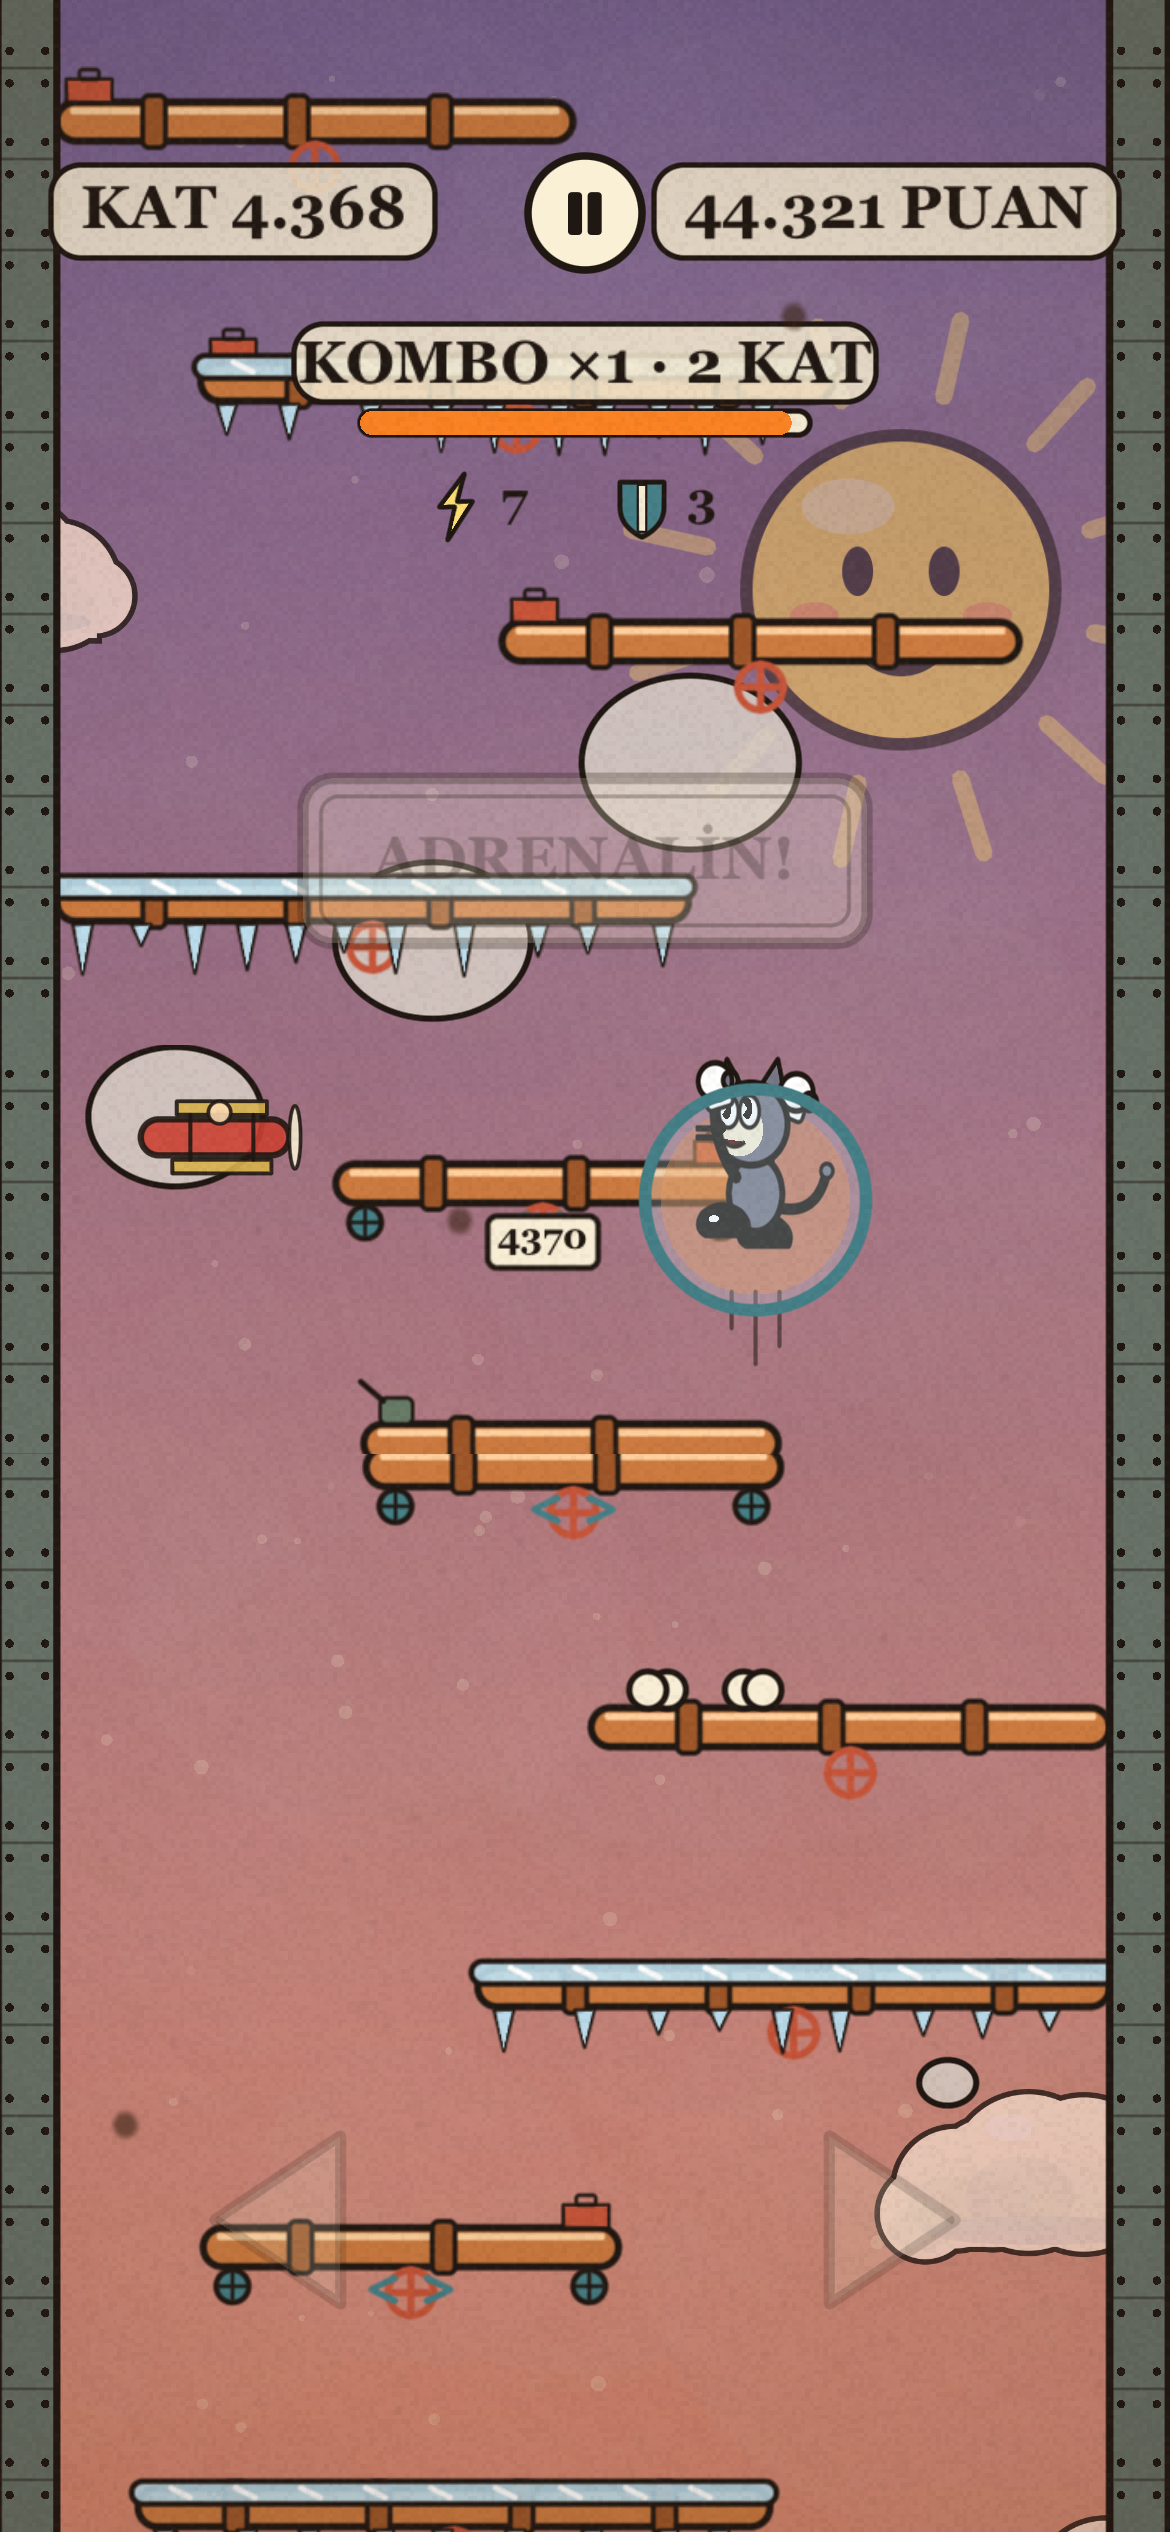 KAT 4.368
44.321 PUAN
KOMBO ×1 · 2 KAT
7
3
ADRENALİN!
4370